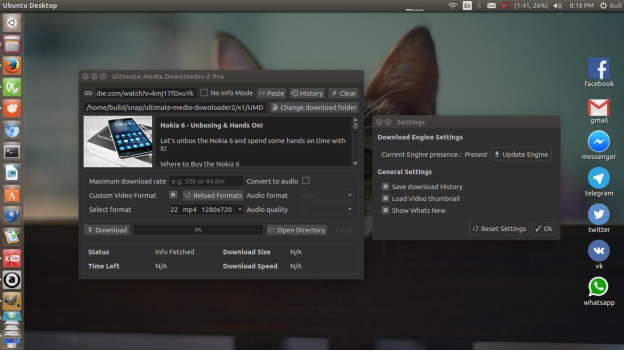 Ubuntu Desktop
En
(1:41, 26%)
8:16 PM
buil
Ultimate Media Downloader-2 Pro
be.com/watch?v=kmJ17fDxuYk
No Info Mode
Paste
History
Clear
/home/build/snap/ultimate-media-downloader/x1/UMD
Change download folder
Nokia 6 - Unboxing & Hands On!
Let's unbox the Nokia 6 and spend some hands on time with
it!
Where to Buy the Nokia 6
Maximum download rate
e.g. 50k or 44.6m
Convert to audio
Custom Video Format
Reload Formats
Audio format
Select format
22 mp4 1280x720
Audio quality
Download
0%
Open Directory
Pause
Status
Info Fetched
Download Size
N/A
Time Left
N/A
Download Speed
N/A
Settings
Download Engine Settings
Current Engine presence :
Present
Update Engine
General Settings
Save download History
Load Video thumbnail
Show Whats New
Reset Settings
Ok
facebook
gmail
messenger
telegram
twitter
vk
whatsapp